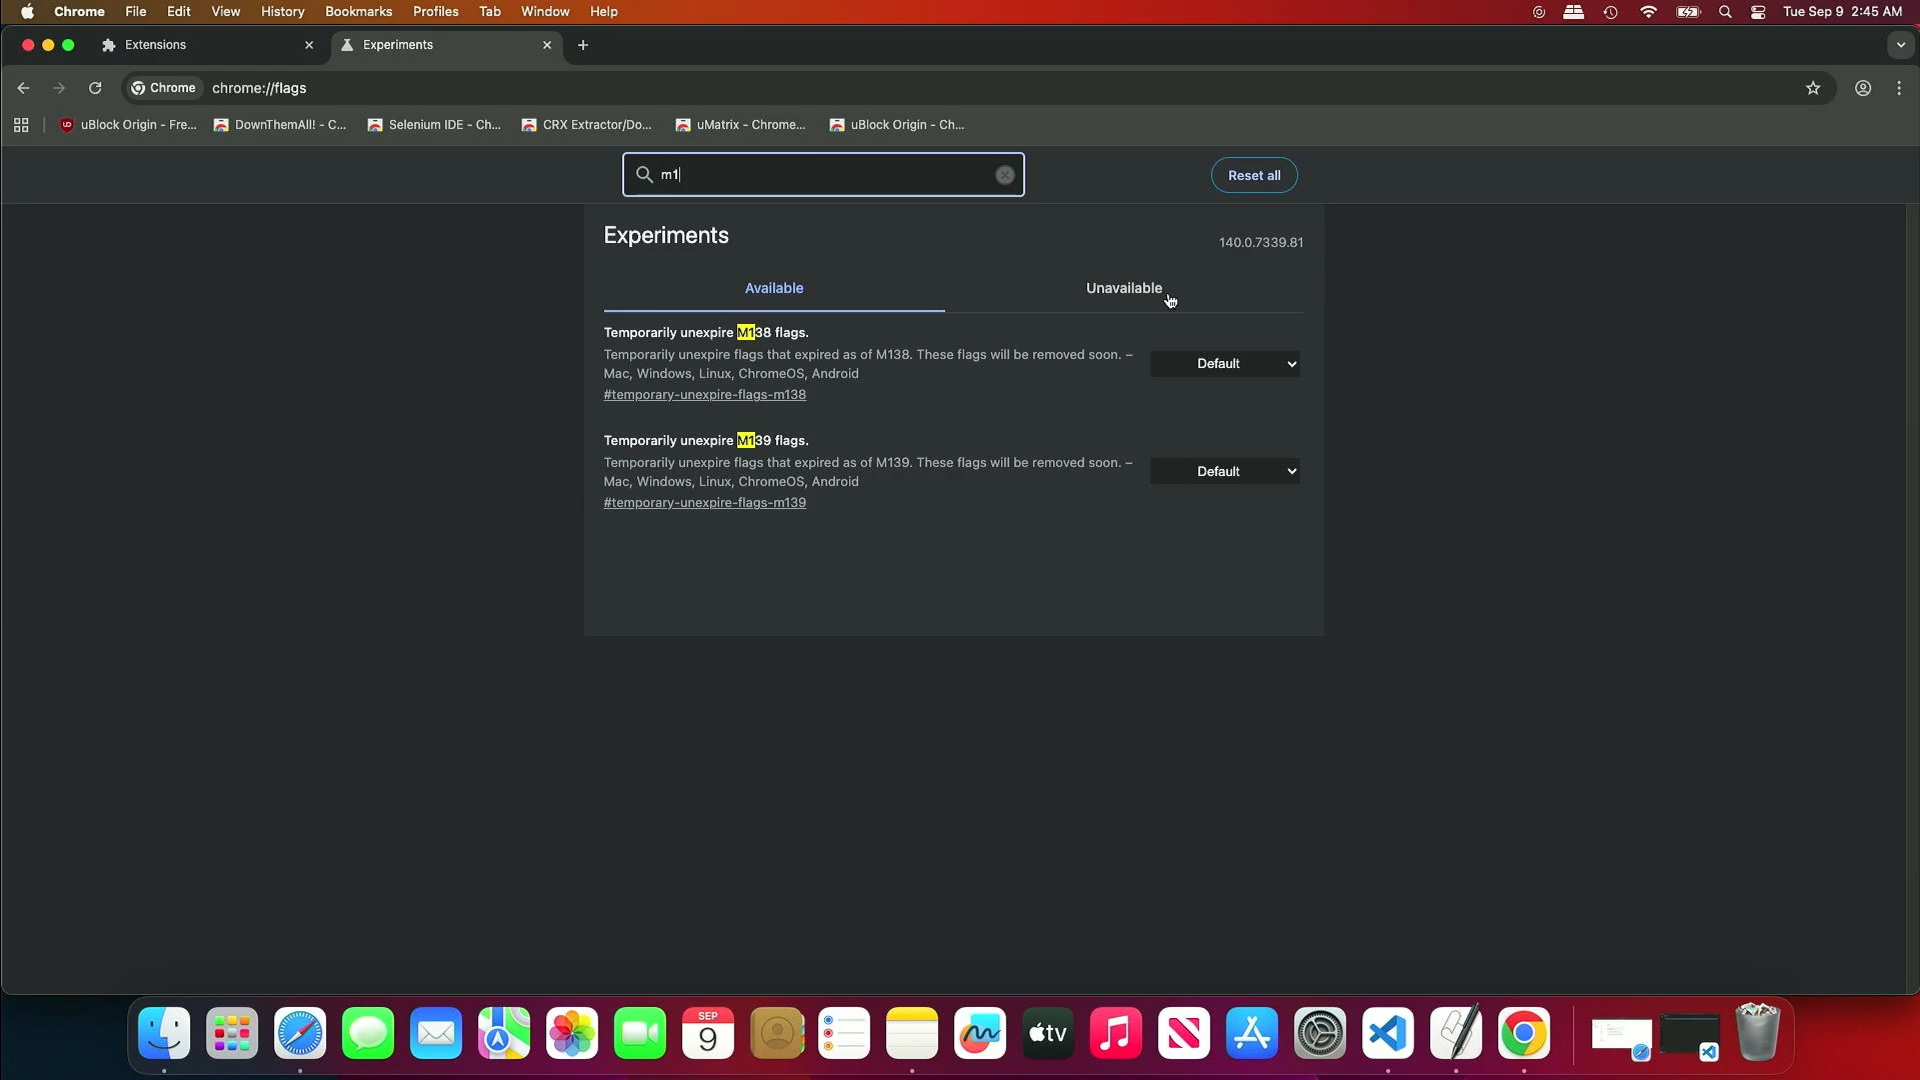 Chrome File Edit View History Bookmarks Profiles Tab Window Help Tue Sep 9 2:45 AM
Extensions Experiments
Chrome chrome://flags
uBlock Origin - Fre... DownThemAll! - C... Selenium IDE - Ch... CRX Extractor/Do... uMatrix - Chrome... uBlock Origin - Ch...
m1 Reset all
Experiments 140.0.7339.81
Available Unavailable
Temporarily unexpire M138 flags.
Temporarily unexpire flags that expired as of M138. These flags will be removed soon. – Default
Mac, Windows, Linux, ChromeOS, Android
#temporary-unexpire-flags-m138
Temporarily unexpire M139 flags.
Temporarily unexpire flags that expired as of M139. These flags will be removed soon. – Default
Mac, Windows, Linux, ChromeOS, Android
#temporary-unexpire-flags-m139
SEP
9
tv